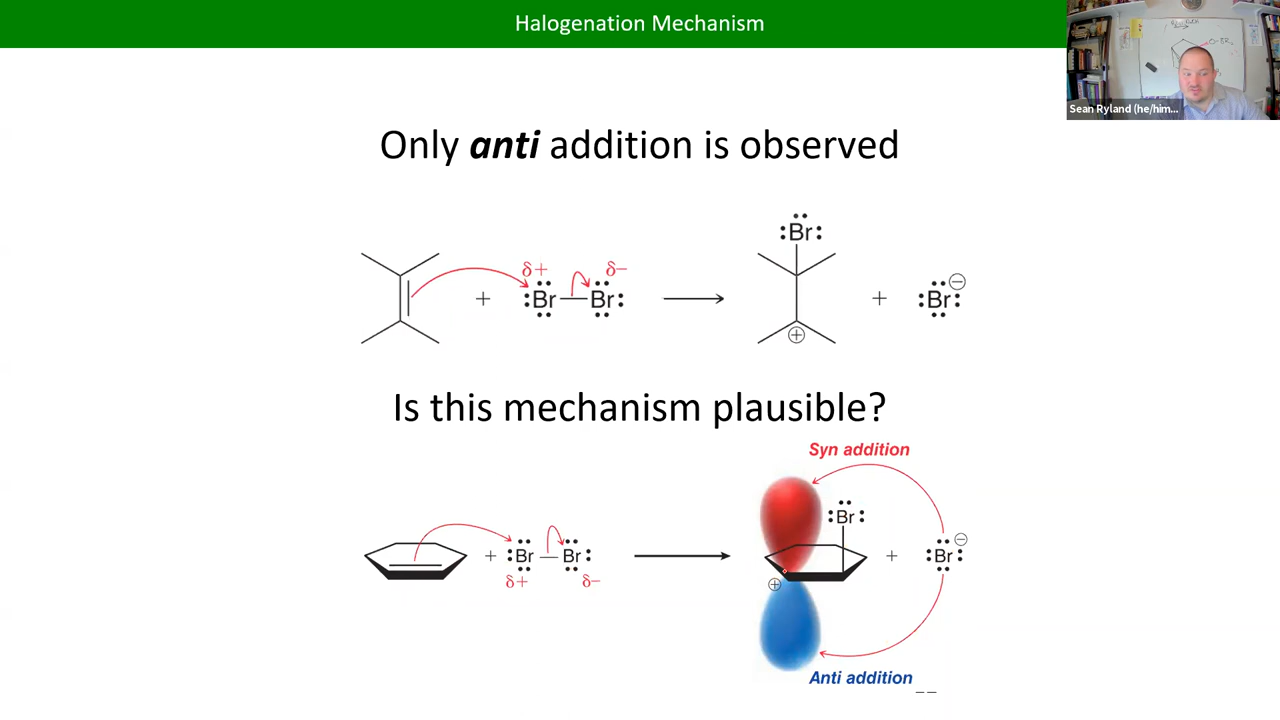 Halogenation Mechanism
Sean Ryland (he/him...
Only anti addition is observed
δ+ δ−
Br
+ Br Br + Br ⊖
⊕
Is this mechanism plausible?
Syn addition
Br
+ Br Br + Br ⊖
δ+ δ−
⊕
Anti addition